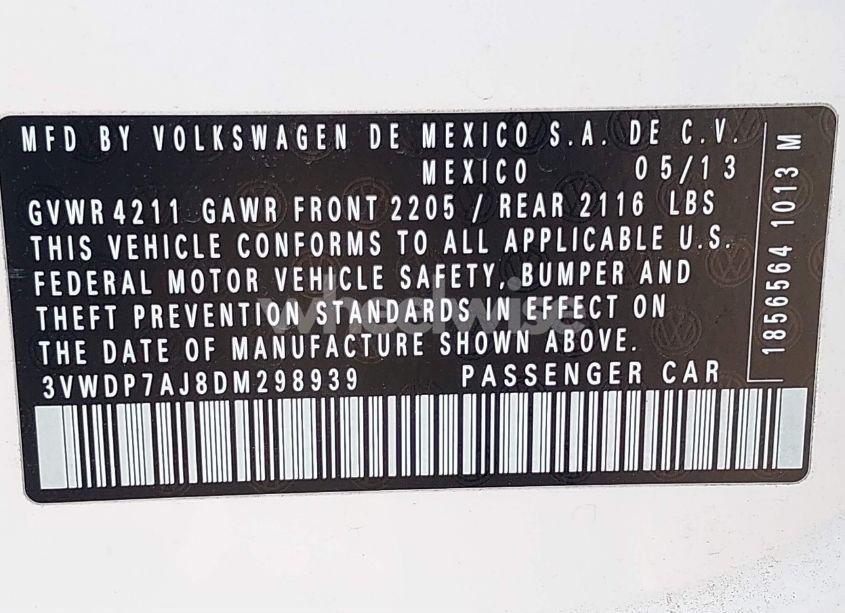 MFD BY VOLKSWAGEN DE MEXICO S.A. DE C.V.
MEXICO 05/13
GVWR 4211 GAWR FRONT 2205 / REAR 2116 LBS
THIS VEHICLE CONFORMS TO ALL APPLICABLE U.S.
FEDERAL MOTOR VEHICLE SAFETY, BUMPER AND
THEFT PREVENTION STANDARDS IN EFFECT ON
THE DATE OF MANUFACTURE SHOWN ABOVE.
3VWDP7AJ8DM298939 PASSENGER CAR
1856564 1013 M
wheelwise